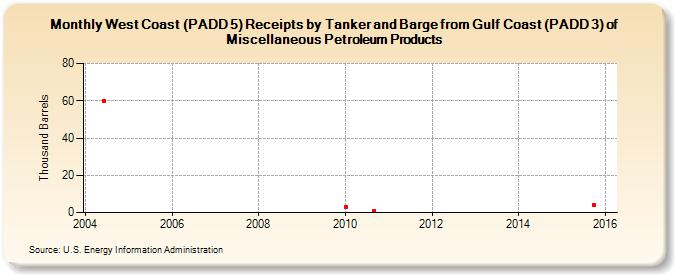 Monthly West Coast (PADD 5) Receipts by Tanker and Barge from Gulf Coast (PADD 3) of
Miscellaneous Petroleum Products
Thousand Barrels
80
60
40
20
0
2004 2006 2008 2010 2012 2014 2016
Source: U.S. Energy Information Administration